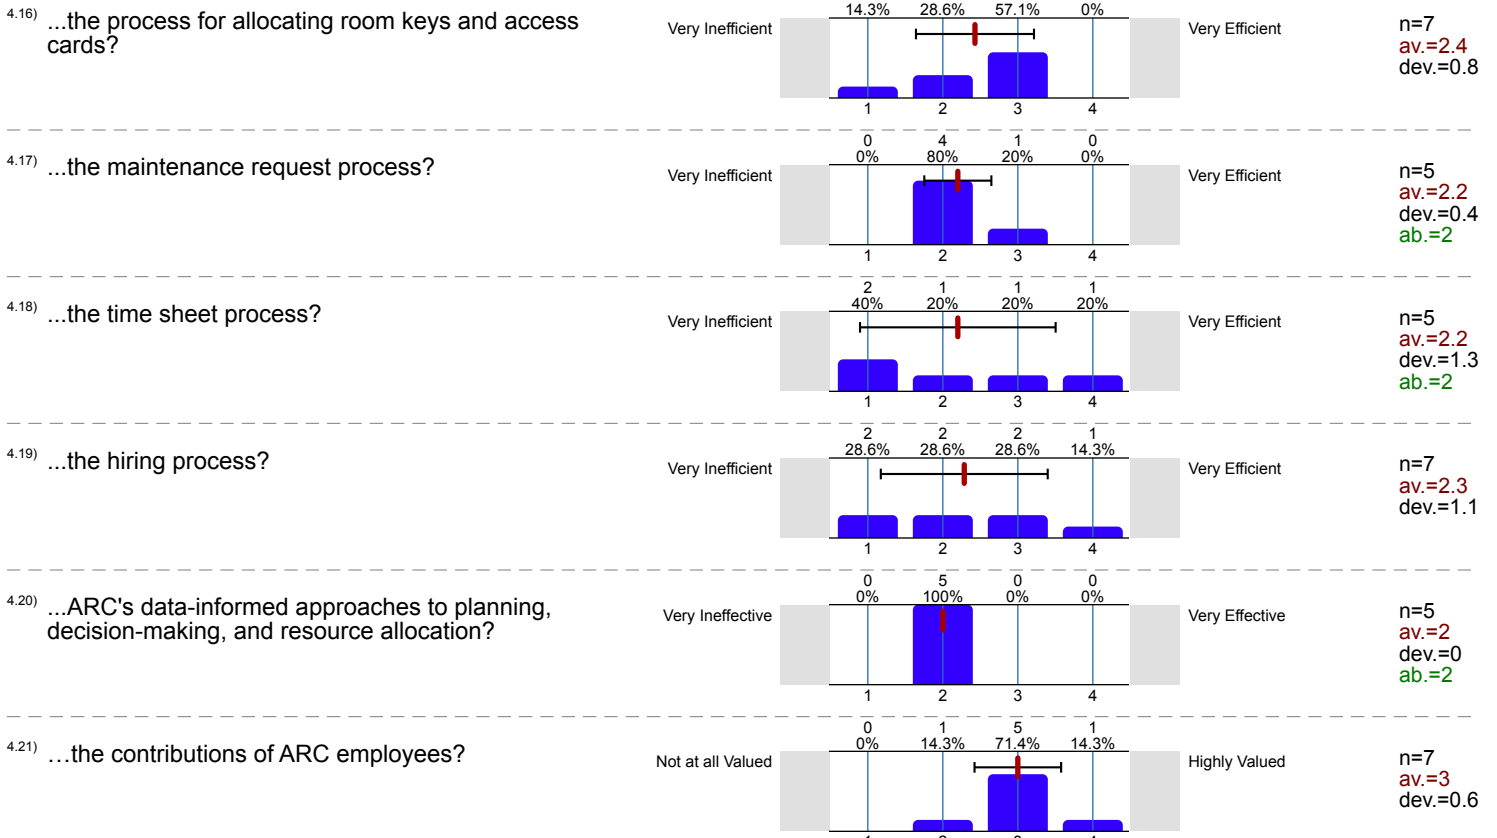 4.16) ...the process for allocating room keys and access
cards?
Very Inefficient
14.3% 28.6% 57.1% 0%
1 2 3 4
Very Efficient
n=7
av.=2.4
dev.=0.8
4.17) ...the maintenance request process?
Very Inefficient
0 4 1 0
0% 80% 20% 0%
1 2 3 4
Very Efficient
n=5
av.=2.2
dev.=0.4
ab.=2
4.18) ...the time sheet process?
Very Inefficient
2 1 1 1
40% 20% 20% 20%
1 2 3 4
Very Efficient
n=5
av.=2.2
dev.=1.3
ab.=2
4.19) ...the hiring process?
Very Inefficient
2 2 2 1
28.6% 28.6% 28.6% 14.3%
1 2 3 4
Very Efficient
n=7
av.=2.3
dev.=1.1
4.20) ...ARC's data-informed approaches to planning,
decision-making, and resource allocation?
Very Ineffective
0 5 0 0
0% 100% 0% 0%
1 2 3 4
Very Effective
n=5
av.=2
dev.=0
ab.=2
4.21) …the contributions of ARC employees?
Not at all Valued
0 1 5 1
0% 14.3% 71.4% 14.3%
Highly Valued
n=7
av.=3
dev.=0.6